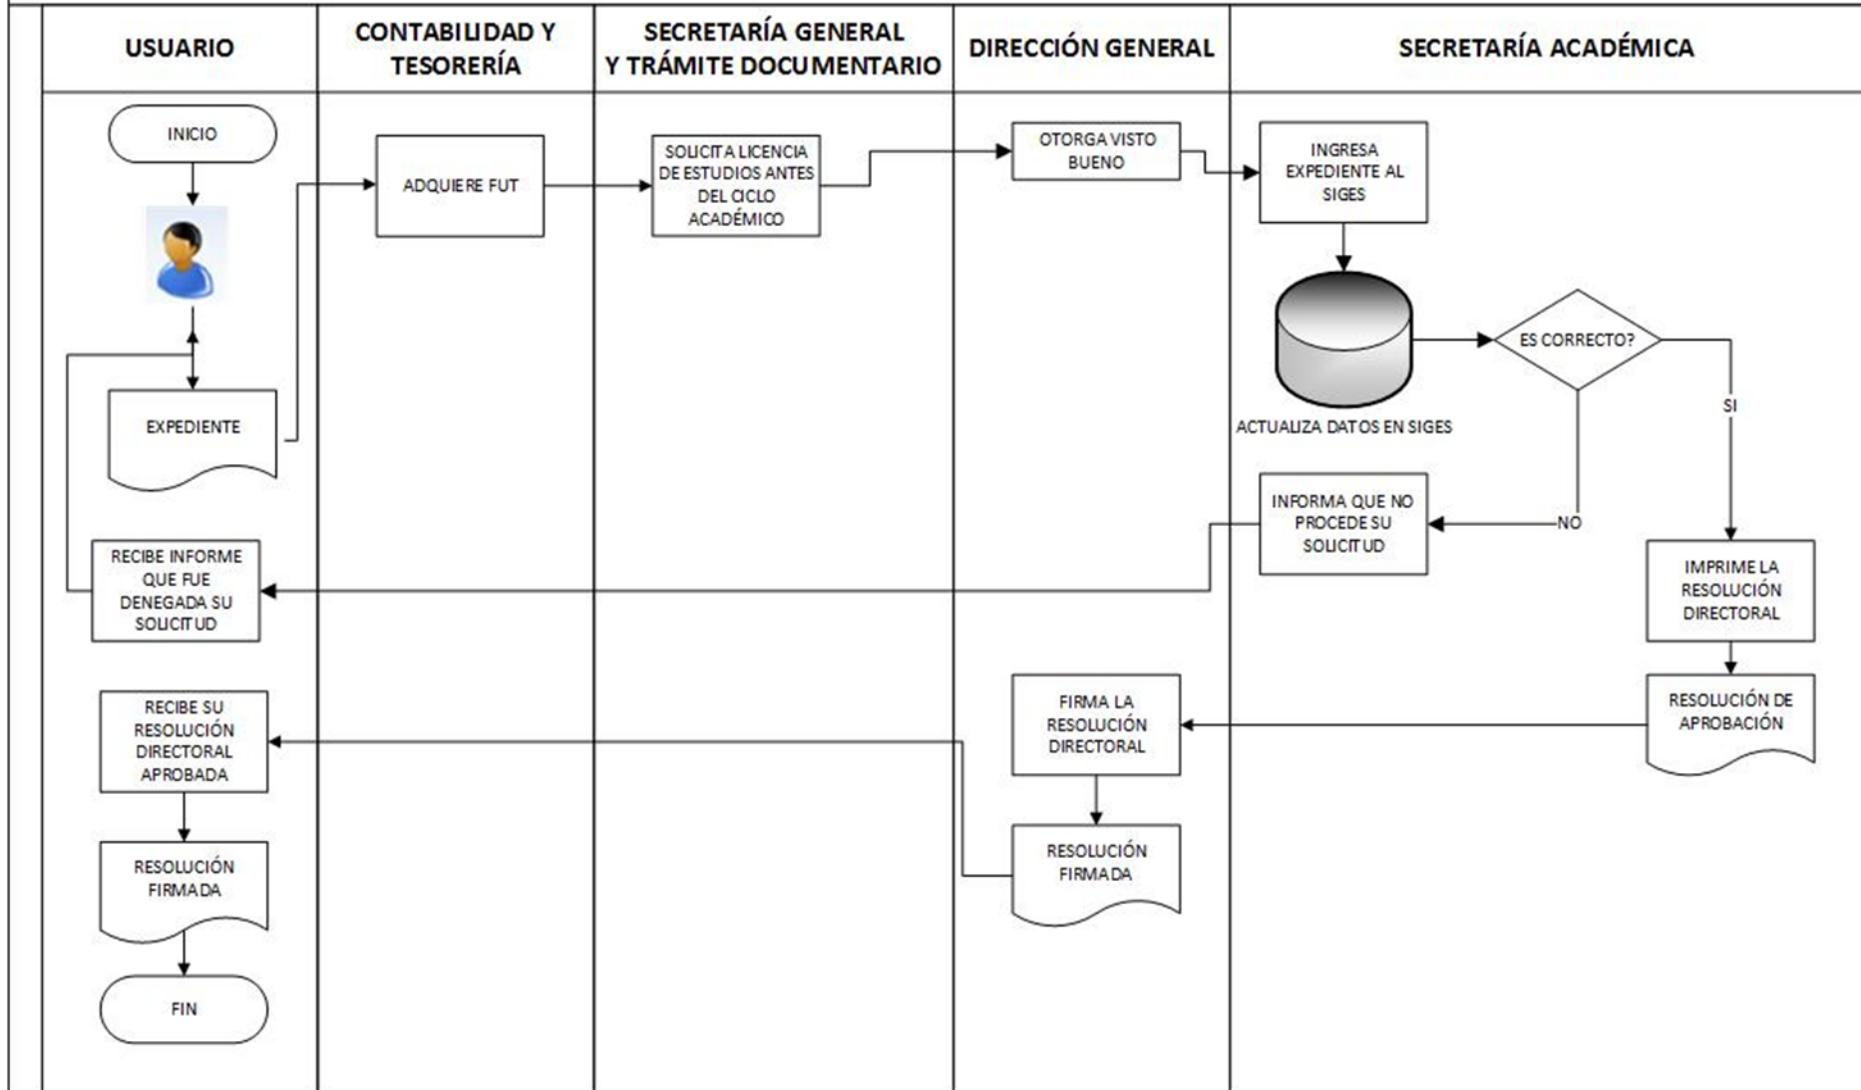 USUARIO
CONTABILIDAD Y
TESORERÍA
SECRETARÍA GENERAL
Y TRÁMITE DOCUMENTARIO
DIRECCIÓN GENERAL
SECRETARÍA ACADÉMICA
INICIO
ADQUIERE FUT
SOLICITA LICENCIA
DE ESTUDIOS ANTES
DEL CICLO
ACADÉMICO
OTORGA VISTO
BUENO
INGRESA
EXPEDIENTE AL
SIGES
ES CORRECTO?
ACTUALIZA DATOS EN SIGES
SI
NO
EXPEDIENTE
INFORMA QUE NO
PROCEDE SU
SOLICITUD
RECIBE INFORME
QUE FUE
DENEGADA SU
SOLICITUD
IMPRIME LA
RESOLUCIÓN
DIRECTORAL
RESOLUCIÓN DE
APROBACIÓN
FIRMA LA
RESOLUCIÓN
DIRECTORAL
RECIBE SU
RESOLUCIÓN
DIRECTORAL
APROBADA
RESOLUCIÓN
FIRMADA
RESOLUCIÓN
FIRMADA
FIN